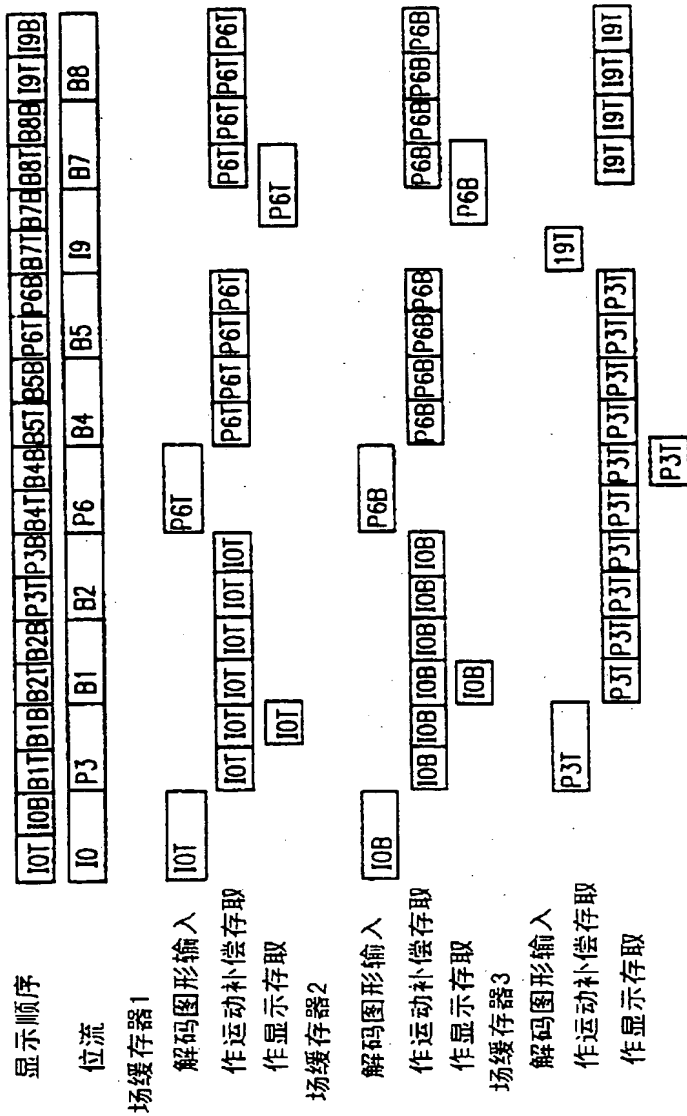 显示顺序 I0T I0B B1T B1B B2T B2B P3T P3B B4T B4B B5T B5B P6T P6B B7T B7B B8T B8B I9T I9B
位流 I0 P3 B1 B2 P6 B4 B5 I9 B7 B8
场缓存器1
解码图形输入 I0T P6T
作运动补偿存取 I0T I0T I0T I0T I0T I0T P6T P6T P6T P6T P6T P6T P6T P6T
作显示存取 I0T P6T
场缓存器2
解码图形输入 I0B P6B
作运动补偿存取 I0B I0B I0B I0B I0B I0B P6B P6B P6B P6B P6B P6B P6B P6B
作显示存取 I0B P6B
场缓存器3
解码图形输入 P3T I9T
作运动补偿存取 P3T P3T P3T P3T P3T P3T P3T P3T P3T P3T I9T I9T I9T I9T
作显示存取 P3T